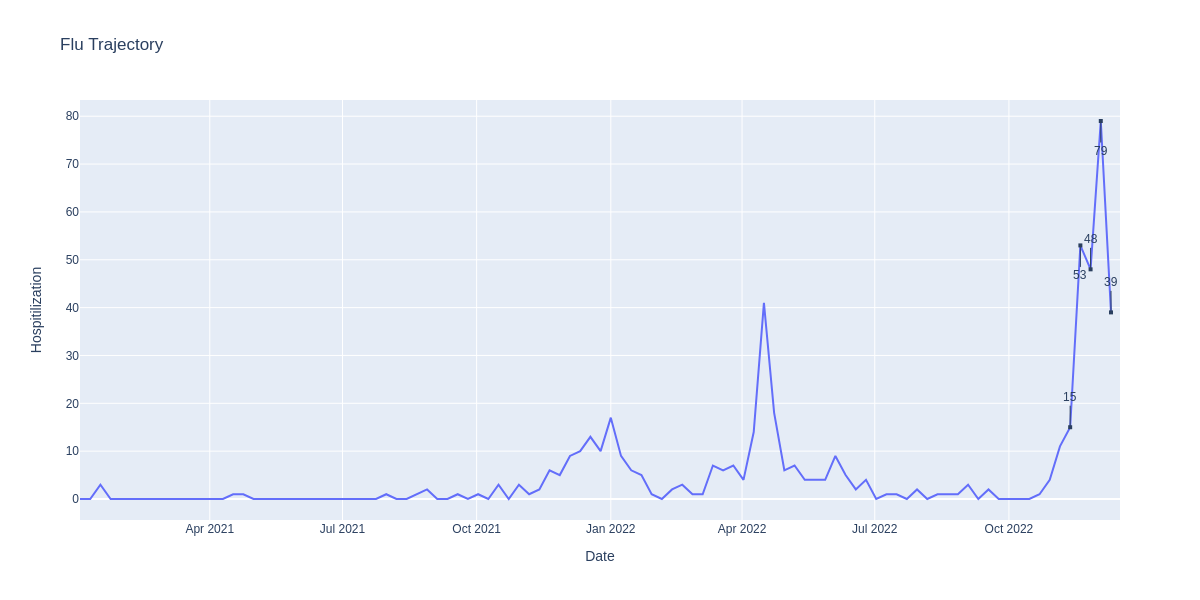 Flu Trajectory
80
70
60
50
40
30
20
10
0
Hospitilization
79
48
53
39
15
Apr 2021
Jul 2021
Oct 2021
Jan 2022
Apr 2022
Jul 2022
Oct 2022
Date